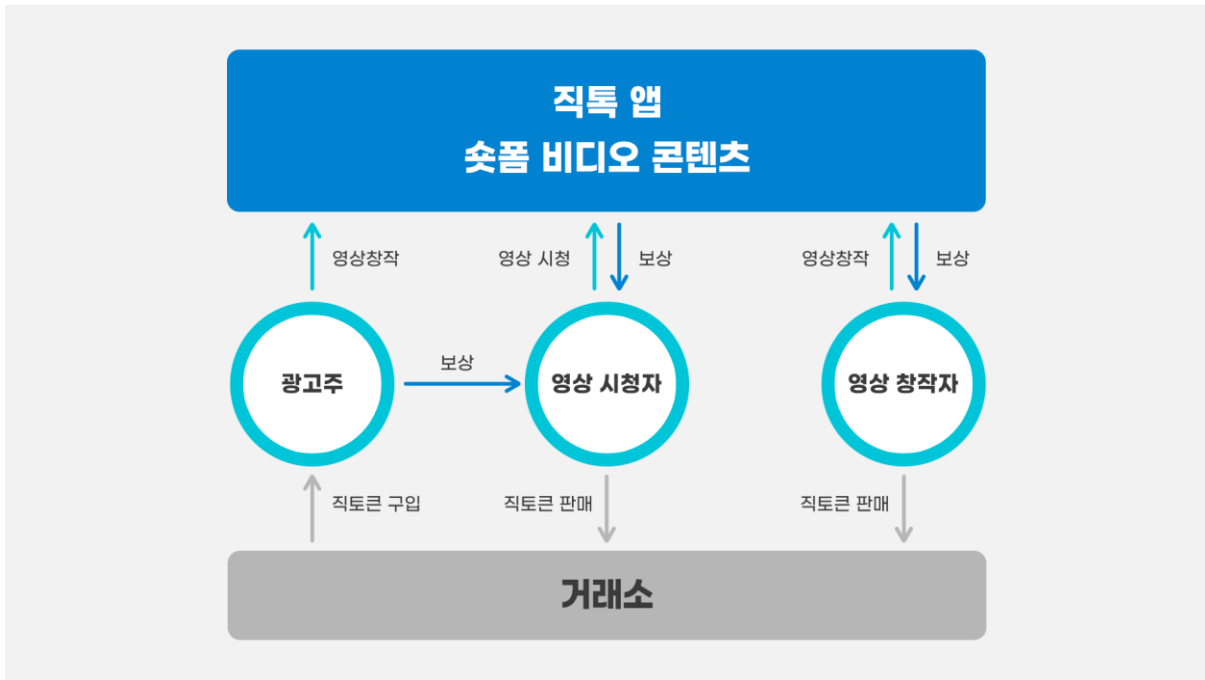 직톡 앱
숏폼 비디오 콘텐츠
영상창작
영상 시청
보상
영상창작
보상
광고주
보상
영상 시청자
영상 창작자
직토큰 구입
직토큰 판매
직토큰 판매
거래소